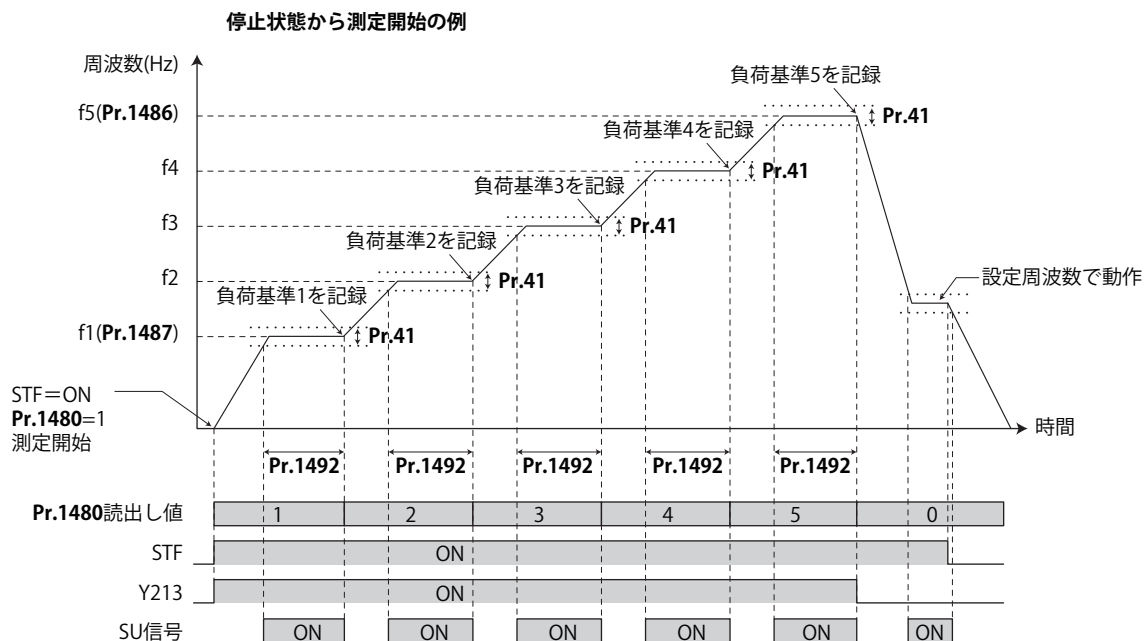 停止状態から測定開始の例
周波数(Hz)
負荷基準5を記録
f5(Pr.1486)
Pr.41
負荷基準4を記録
f4
Pr.41
負荷基準3を記録
f3
Pr.41
負荷基準2を記録
f2
Pr.41
設定周波数で動作
負荷基準1を記録
f1(Pr.1487)
Pr.41
STF＝ON
Pr.1480=1
測定開始
時間
Pr.1492 Pr.1492 Pr.1492 Pr.1492 Pr.1492
Pr.1480読出し値 1 2 3 4 5 0
STF ON
Y213 ON
SU信号 ON ON ON ON ON ON